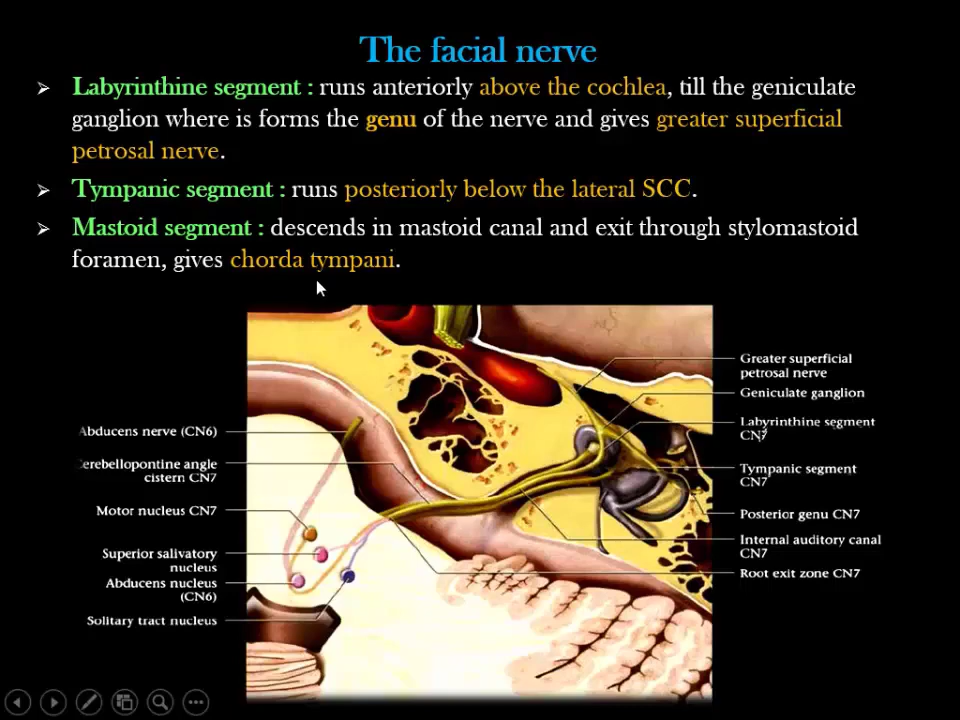 The facial nerve
➢ Labyrinthine segment : runs anteriorly above the cochlea, till the geniculate
ganglion where is forms the genu of the nerve and gives greater superficial
petrosal nerve.
➢ Tympanic segment : runs posteriorly below the lateral SCC.
➢ Mastoid segment : descends in mastoid canal and exit through stylomastoid
foramen, gives chorda tympani.
Abducens nerve (CN6)
Cerebellopontine angle
cistern CN7
Motor nucleus CN7
Superior salivatory
nucleus
Abducens nucleus
(CN6)
Solitary tract nucleus
Greater superficial
petrosal nerve
Geniculate ganglion
Labyrinthine segment
CN7
Tympanic segment
CN7
Posterior genu CN7
Internal auditory canal
CN7
Root exit zone CN7